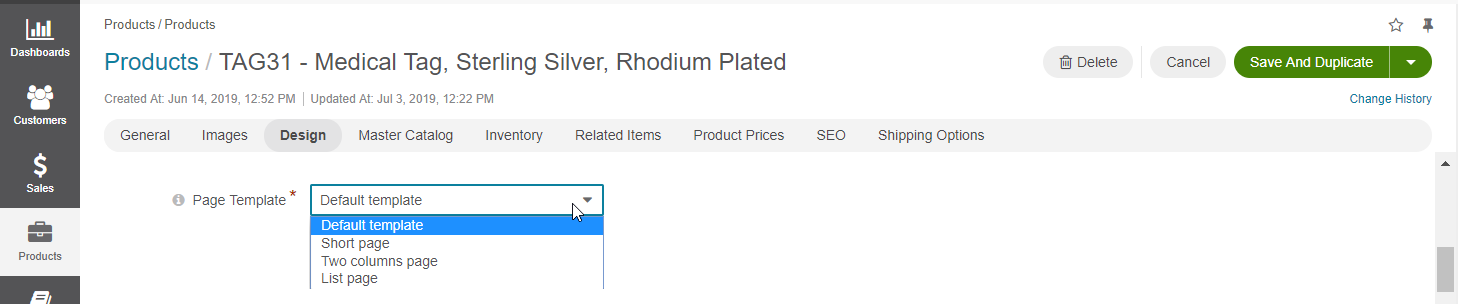 Dashboards
Customers
Sales
Products
Products / Products
Products / TAG31 - Medical Tag, Sterling Silver, Rhodium Plated
Delete
Cancel
Save And Duplicate
Created At: Jun 14, 2019, 12:52 PM | Updated At: Jul 3, 2019, 12:22 PM
Change History
General Images Design Master Catalog Inventory Related Items Product Prices SEO Shipping Options
Page Template *
Default template
Default template
Short page
Two columns page
List page